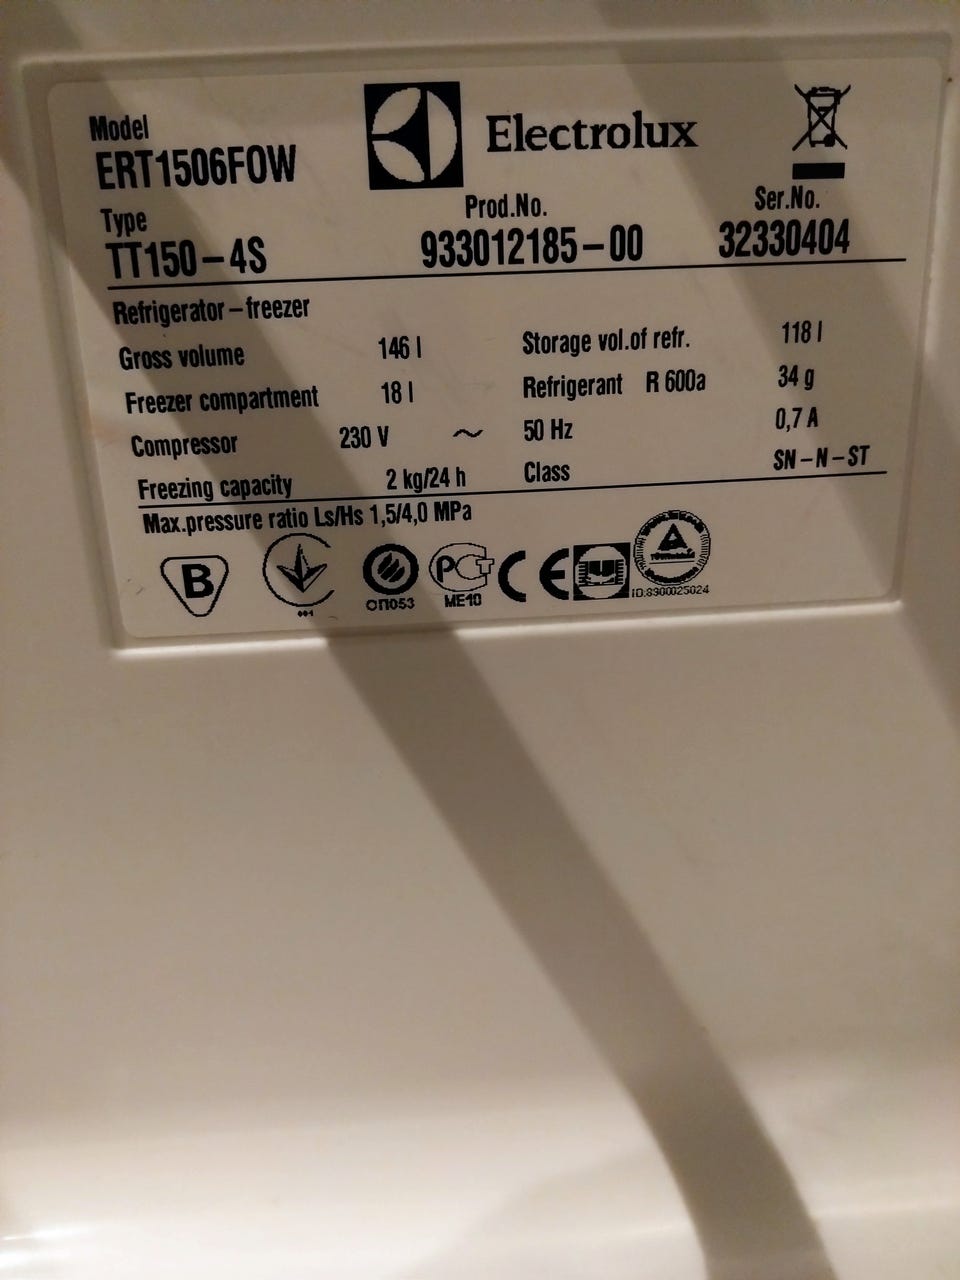 Model
ERT1506FOW
Electrolux
Type
TT150-4S
Prod.No.
933012185-00
Ser.No.
32330404
Refrigerator-freezer
Gross volume 146 l
Storage vol.of refr. 118 l
Freezer compartment 18 l
Refrigerant R 600a 34 g
Compressor 230 V ~ 50 Hz 0,7 A
Freezing capacity 2 kg/24 h
Class SN-N-ST
Max.pressure ratio Ls/Hs 1,5/4,0 MPa
B
001
ОП053
РСТ
ME10
CE
ID:8300025024